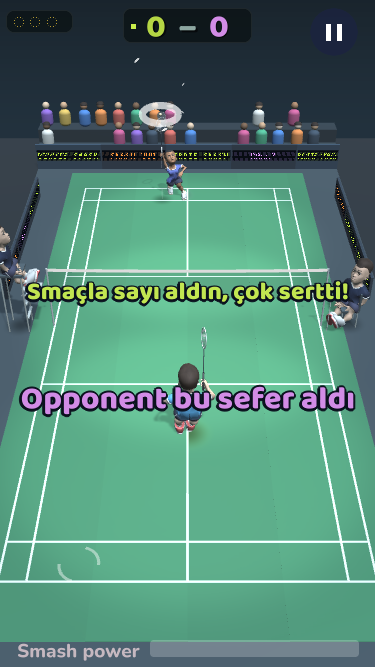 0 – 0
Smaçla sayı aldın, çok sertti!
Opponent bu sefer aldı
Smash power